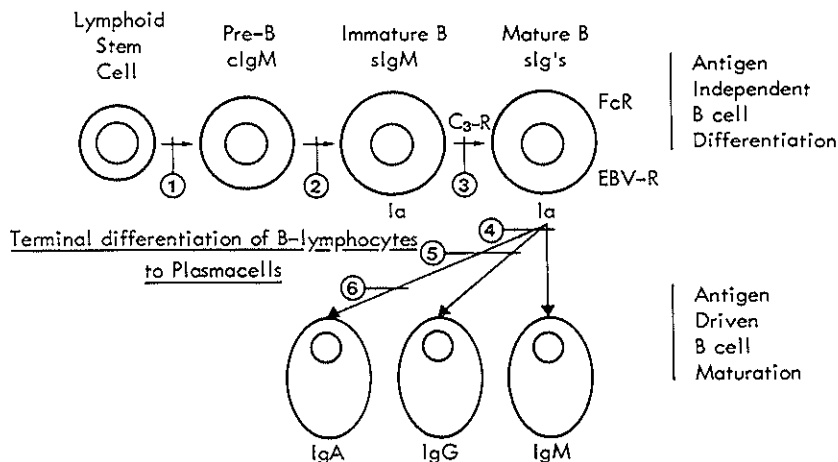 Lymphoid
Stem
Cell
Pre-B
cIgM
Immature B
sIgM
Mature B
sIg's
Antigen
Independent
B cell
Differentiation
C3-R
FcR
EBV-R
1
2
3
Ia
Ia
4
Terminal differentiation of B-lymphocytes
to Plasmacells
5
6
Antigen
Driven
B cell
Maturation
IgA
IgG
IgM